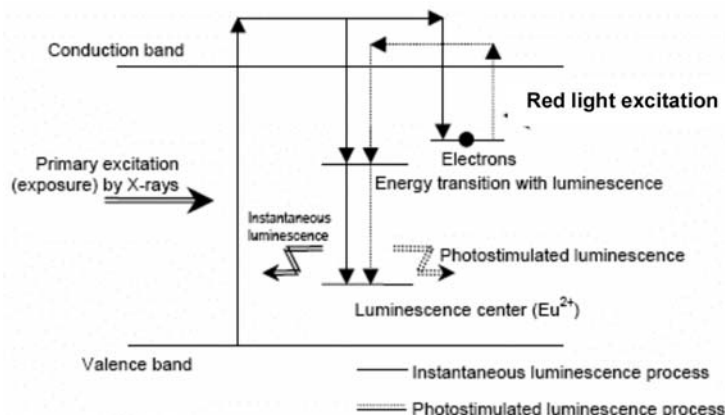 Conduction band
Red light excitation
Electrons
Primary excitation
(exposure) by X-rays
Energy transition with luminescence
Instantaneous
luminescence
Photostimulated luminescence
Luminescence center (Eu²⁺)
Valence band
Instantaneous luminescence process
Photostimulated luminescence process